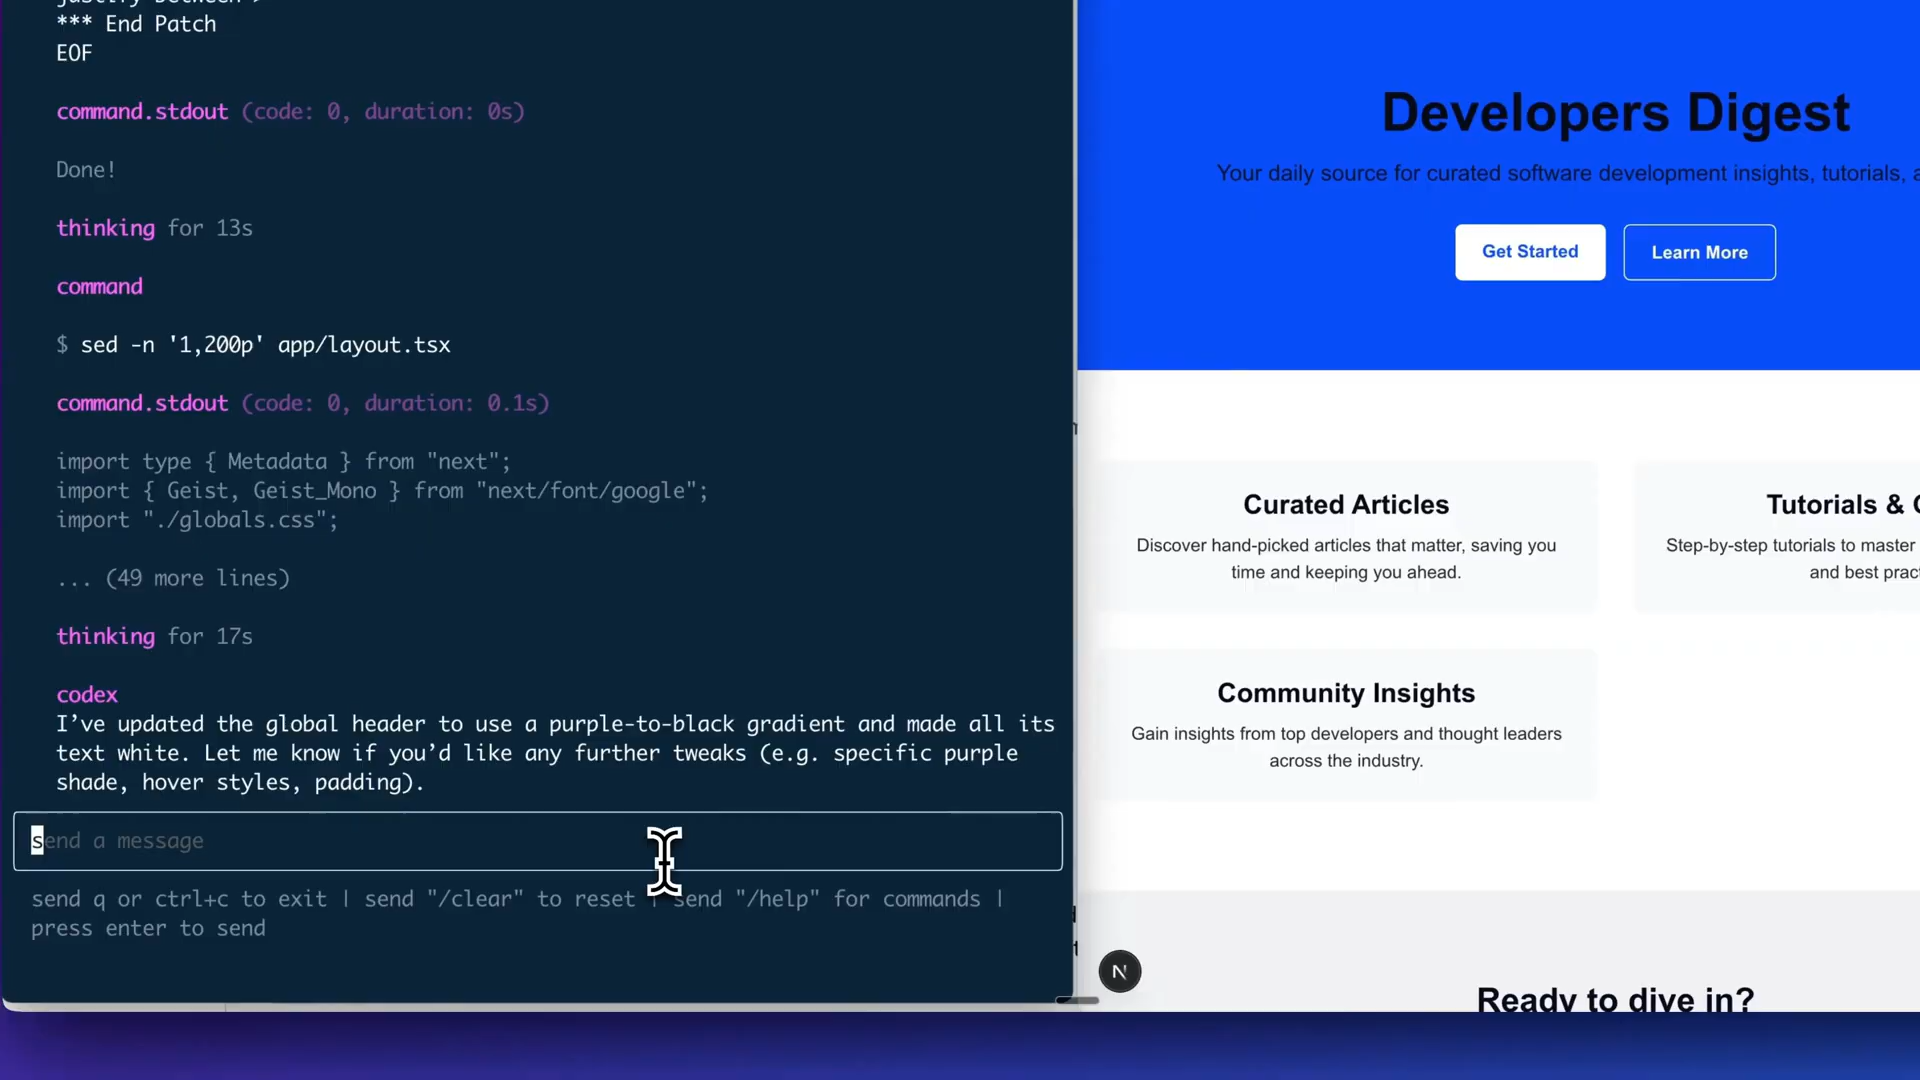 *** End Patch
EOF
command.stdout (code: 0, duration: 0s)
Done!
thinking for 13s
command
$ sed -n '1,200p' app/layout.tsx
command.stdout (code: 0, duration: 0.1s)
import type { Metadata } from "next";
import { Geist, Geist_Mono } from "next/font/google";
import "./globals.css";
... (49 more lines)
thinking for 17s
codex
I’ve updated the global header to use a purple-to-black gradient and made all its
text white. Let me know if you’d like any further tweaks (e.g. specific purple
shade, hover styles, padding).
send a message
send q or ctrl+c to exit | send "/clear" to reset | send "/help" for commands |
press enter to send
Developers Digest
Your daily source for curated software development insights, tutorials,
Get Started
Learn More
Curated Articles
Discover hand-picked articles that matter, saving you
time and keeping you ahead.
Tutorials &
Step-by-step tutorials to master
and best
Community Insights
Gain insights from top developers and thought leaders
across the industry.
N
Ready to dive in?